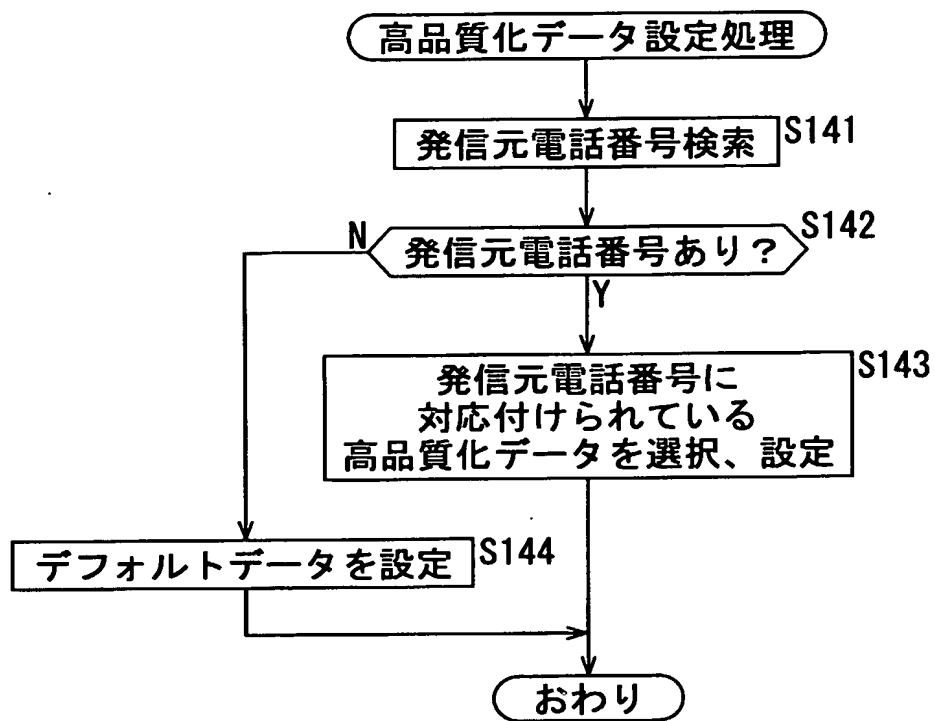 高品質化データ設定処理
発信元電話番号検索
S141
発信元電話番号あり？
S142
N
Y
発信元電話番号に
対応付けられている
高品質化データを選択、設定
S143
デフォルトデータを設定
S144
おわり